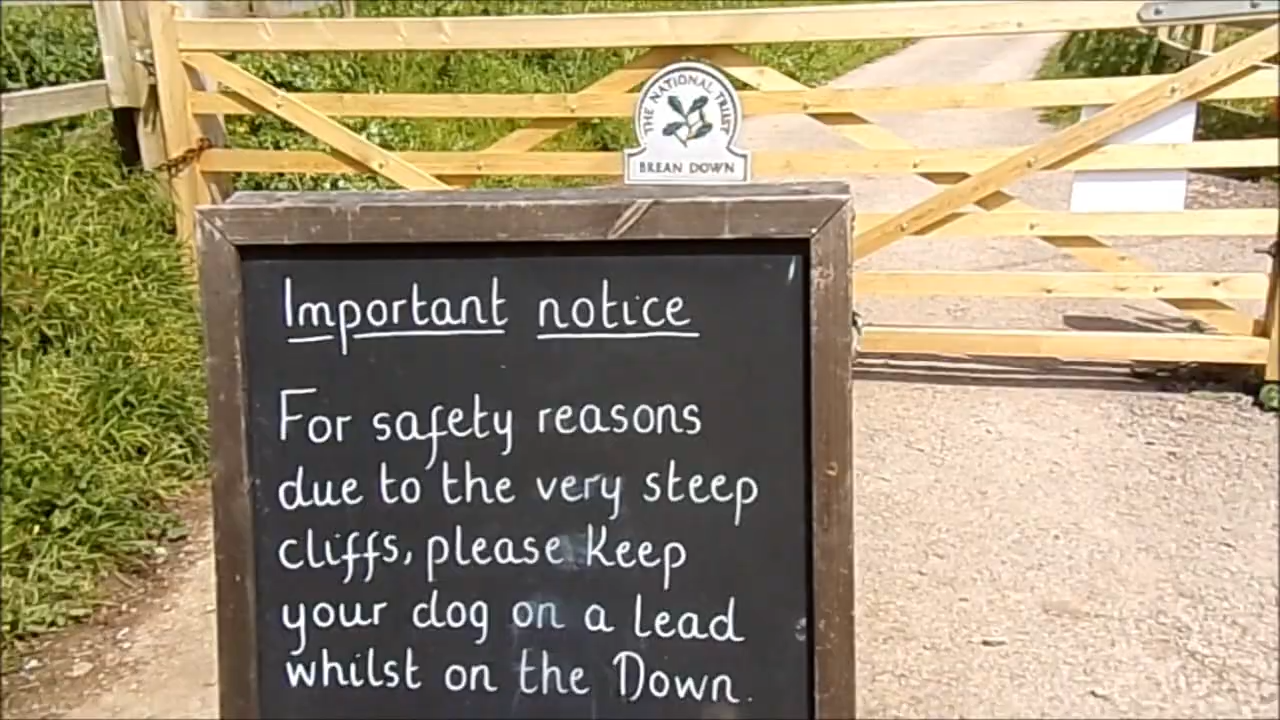 THE NATIONAL TRUST
BREAN DOWN
Important notice
For safety reasons
due to the very steep
cliffs, please keep
your dog on a lead
whilst on the Down.